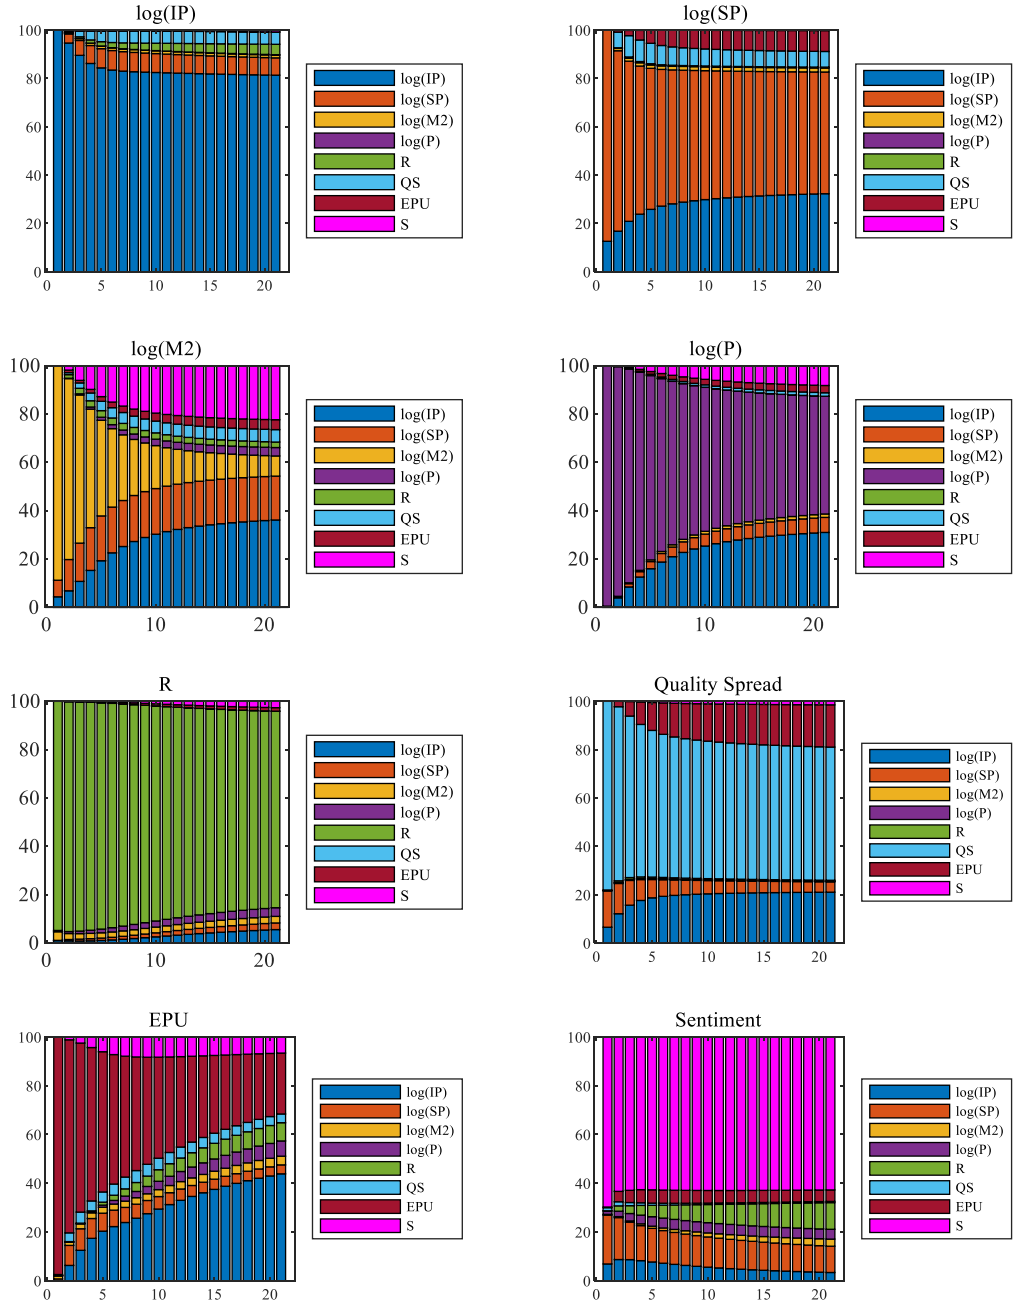 log(IP)
100
80
60
40
20
0
0 5 10 15 20
log(IP)
log(SP)
log(M2)
log(P)
R
QS
EPU
S
log(SP)
100
80
60
40
20
0
0 5 10 15 20
log(IP)
log(SP)
log(M2)
log(P)
R
QS
EPU
S
log(M2)
100
80
60
40
20
0
0 10 20
log(IP)
log(SP)
log(M2)
log(P)
R
QS
EPU
S
log(P)
100
80
60
40
20
0
0 10 20
log(IP)
log(SP)
log(M2)
log(P)
R
QS
EPU
S
R
100
80
60
40
20
0
0 10 20
log(IP)
log(SP)
log(M2)
log(P)
R
QS
EPU
S
Quality Spread
100
80
60
40
20
0
0 5 10 15 20
log(IP)
log(SP)
log(M2)
log(P)
R
QS
EPU
S
EPU
100
80
60
40
20
0
0 5 10 15 20
log(IP)
log(SP)
log(M2)
log(P)
R
QS
EPU
S
Sentiment
100
80
60
40
20
0
0 5 10 15 20
log(IP)
log(SP)
log(M2)
log(P)
R
QS
EPU
S